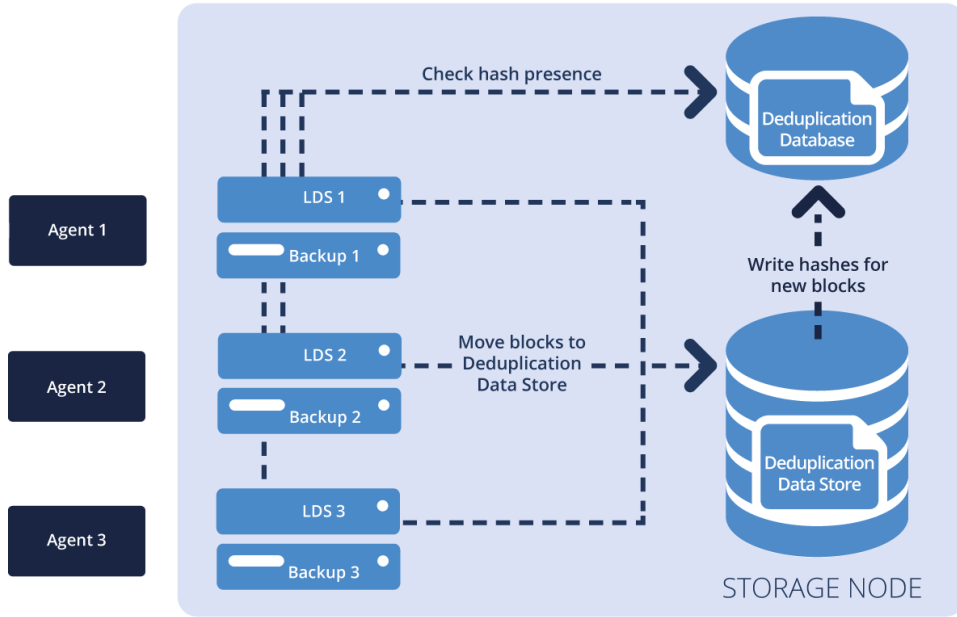 Check hash presence
Deduplication
Database
LDS 1
Agent 1
Backup 1
Write hashes for
new blocks
LDS 2
Move blocks to
Deduplication
Data Store
Agent 2
Backup 2
Deduplication
Data Store
LDS 3
Agent 3
Backup 3
STORAGE NODE